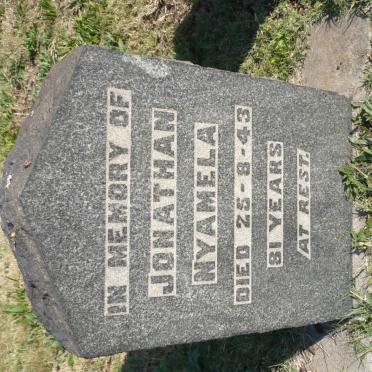 IN MEMORY OF
JONATHAN
NYAMELA
DIED 25-8-43
81 YEARS
AT REST.